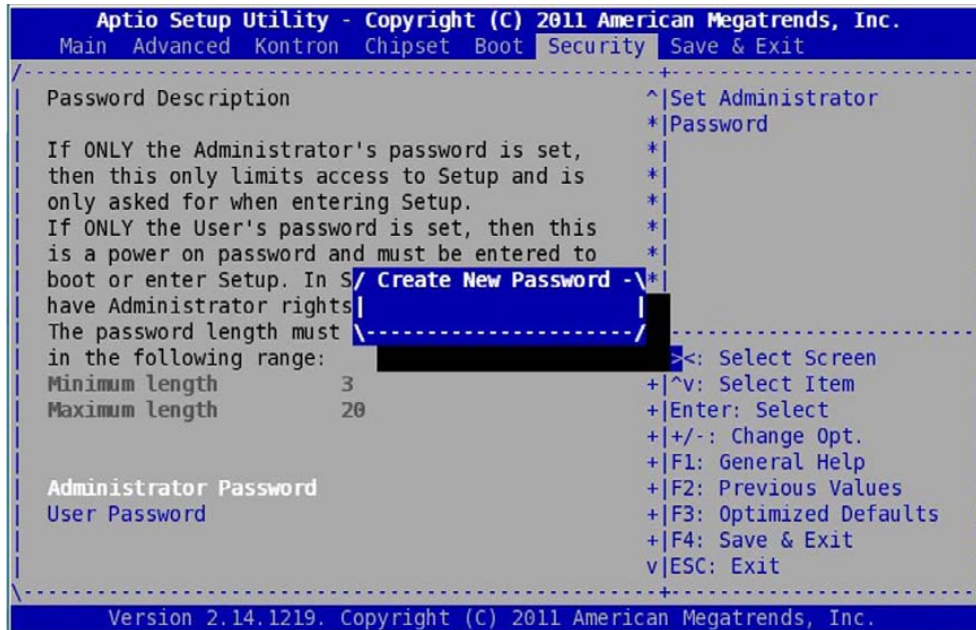 Aptio Setup Utility - Copyright (C) 2011 American Megatrends, Inc.
Main Advanced Kontron Chipset Boot Security Save & Exit
Password Description
If ONLY the Administrator's password is set,
then this only limits access to Setup and is
only asked for when entering Setup.
If ONLY the User's password is set, then this
is a power on password and must be entered to
boot or enter Setup. In S
have Administrator rights
The password length must
in the following range:
Minimum length 3
Maximum length 20
Administrator Password
User Password
Create New Password
Set Administrator
Password
><: Select Screen
^v: Select Item
Enter: Select
+/-: Change Opt.
F1: General Help
F2: Previous Values
F3: Optimized Defaults
F4: Save & Exit
ESC: Exit
Version 2.14.1219. Copyright (C) 2011 American Megatrends, Inc.